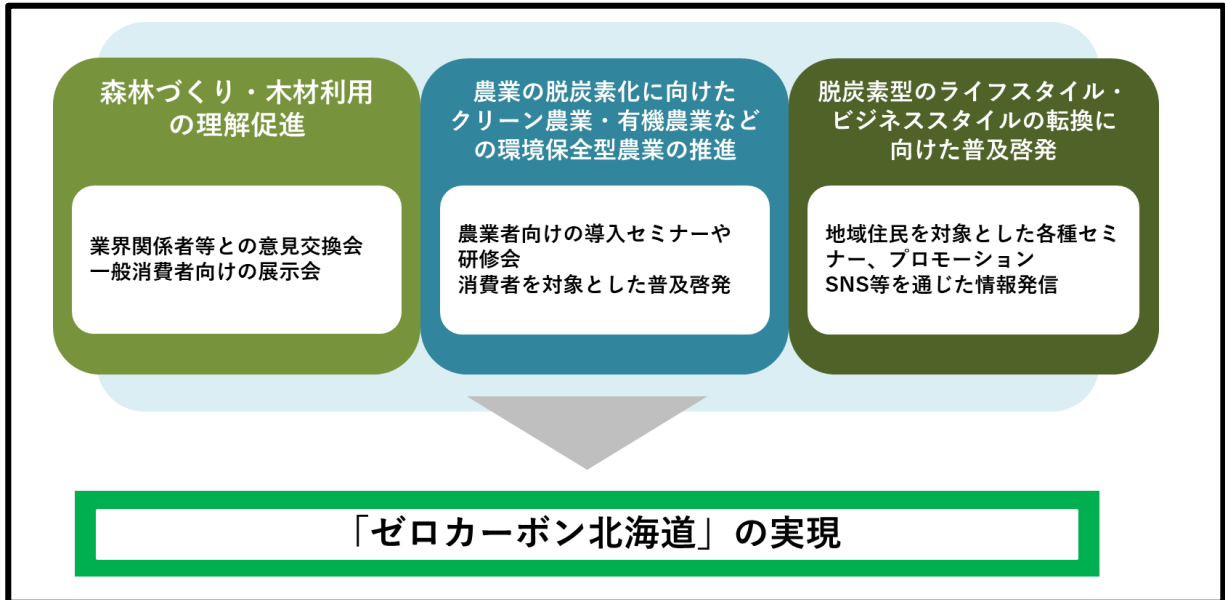 森林づくり・木材利用
の理解促進
業界関係者等との意見交換会
一般消費者向けの展示会
農業の脱炭素化に向けた
クリーン農業・有機農業など
の環境保全型農業の推進
農業者向けの導入セミナーや
研修会
消費者を対象とした普及啓発
脱炭素型のライフスタイル・
ビジネススタイルの転換に
向けた普及啓発
地域住民を対象とした各種セミ
ナー、プロモーション
SNS等を通じた情報発信
「ゼロカーボン北海道」の実現